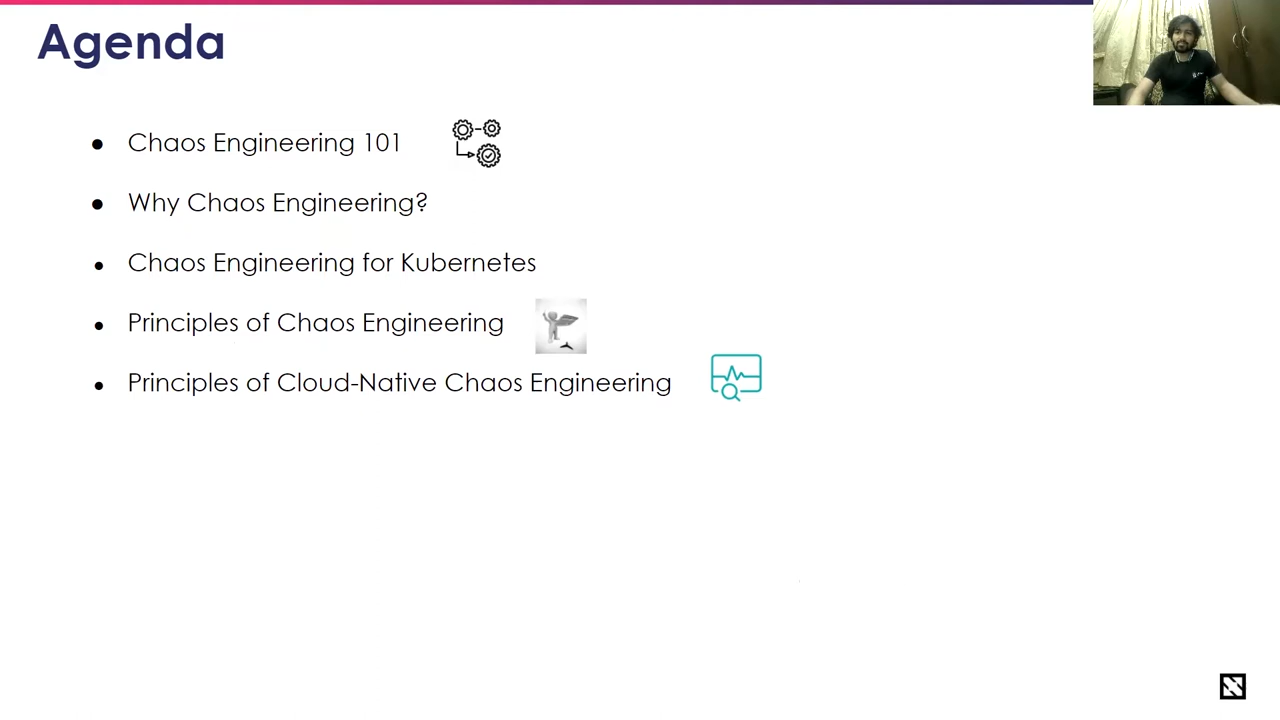 Agenda
Chaos Engineering 101
Why Chaos Engineering?
Chaos Engineering for Kubernetes
Principles of Chaos Engineering
Principles of Cloud-Native Chaos Engineering